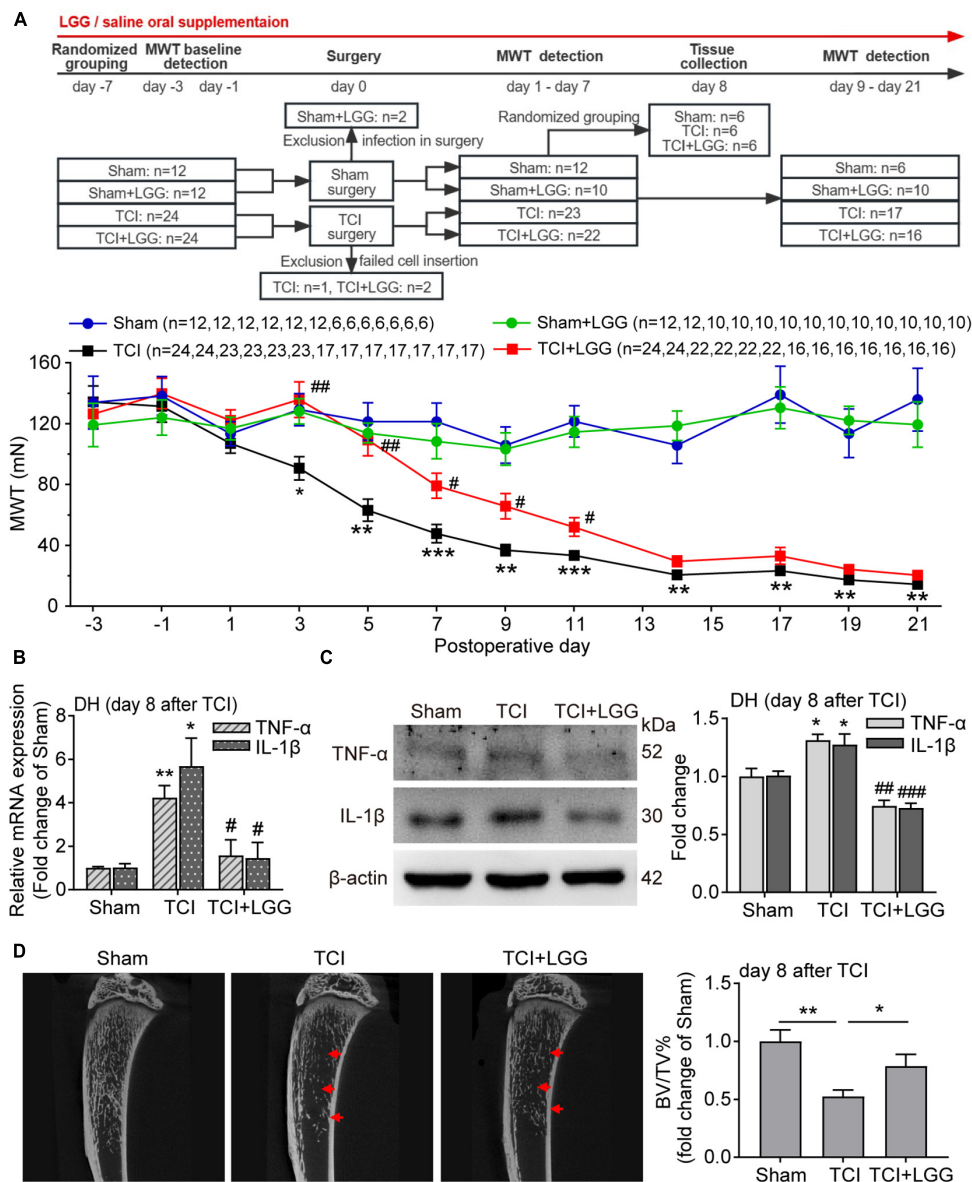 A
LGG / saline oral supplementaion
Randomized grouping
MWT baseline detection
Surgery
MWT detection
Tissue collection
MWT detection
day -7
day -3
day -1
day 0
day 1 - day 7
day 8
day 9 - day 21
Sham+LGG: n=2
Exclusion
infection in surgery
Randomized grouping
Sham: n=6
TCI: n=6
TCI+LGG: n=6
Sham: n=12
Sham+LGG: n=12
TCI: n=24
TCI+LGG: n=24
Sham surgery
TCI surgery
Sham: n=12
Sham+LGG: n=10
TCI: n=23
TCI+LGG: n=22
Sham: n=6
Sham+LGG: n=10
TCI: n=17
TCI+LGG: n=16
Exclusion
failed cell insertion
TCI: n=1, TCI+LGG: n=2
Sham (n=12,12,12,12,12,12,6,6,6,6,6,6,6)
Sham+LGG (n=12,12,10,10,10,10,10,10,10,10,10,10)
TCI (n=24,24,23,23,23,23,17,17,17,17,17,17,17)
TCI+LGG (n=24,24,22,22,22,22,16,16,16,16,16,16,16)
MWT (mN)
160
120
80
40
0
##
##
#
#
#
*
**
***
**
***
**
**
**
**
-3
-1
1
3
5
7
9
11
13
15
17
19
21
Postoperative day
B
Relative mRNA expression
(Fold change of Sham)
DH (day 8 after TCI)
TNF-α
IL-1β
8
6
4
2
0
**
*
#
#
Sham
TCI
TCI+LGG
C
Sham
TCI
TCI+LGG
kDa
TNF-α
52
IL-1β
30
β-actin
42
DH (day 8 after TCI)
TNF-α
IL-1β
Fold change
1.5
1.0
0.5
0.0
*
*
##
###
Sham
TCI
TCI+LGG
D
Sham
TCI
TCI+LGG
day 8 after TCI
BV/TV%
(fold change of Sham)
1.5
1.0
0.5
0.0
**
*
Sham
TCI
TCI+LGG